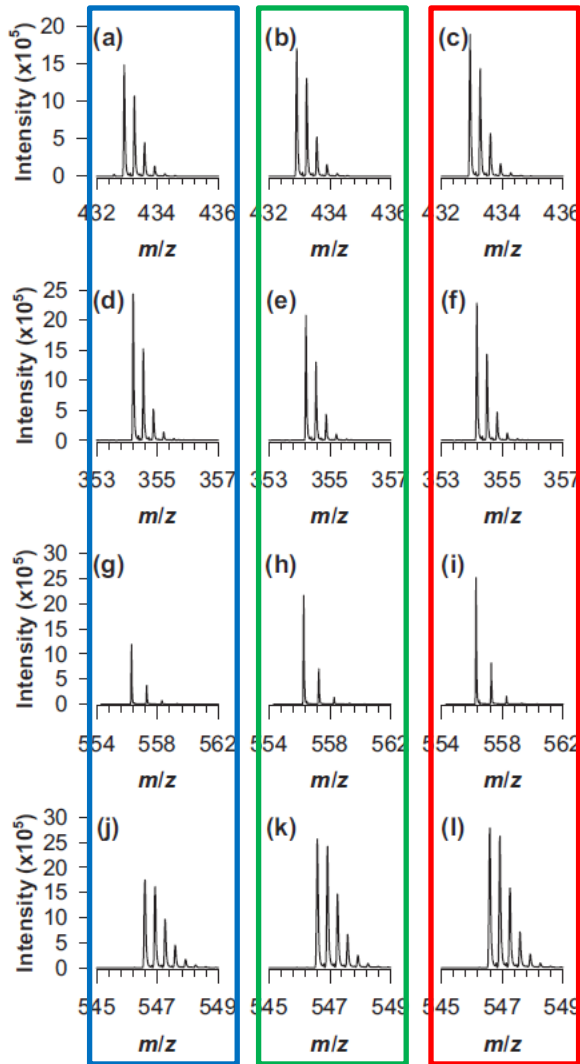 (a) (b) (c)
Intensity (x10⁵)
20
15
10
5
0
432 434 436 432 434 436 432 434 436
m/z m/z m/z
(d) (e) (f)
Intensity (x10⁵)
25
20
15
10
5
0
353 355 357 353 355 357 353 355 357
m/z m/z m/z
(g) (h) (i)
Intensity (x10⁵)
30
25
20
15
10
5
0
554 558 562 554 558 562 554 558 562
m/z m/z m/z
(j) (k) (l)
Intensity (x10⁵)
30
25
20
15
10
5
0
545 547 549 545 547 549 545 547 549
m/z m/z m/z